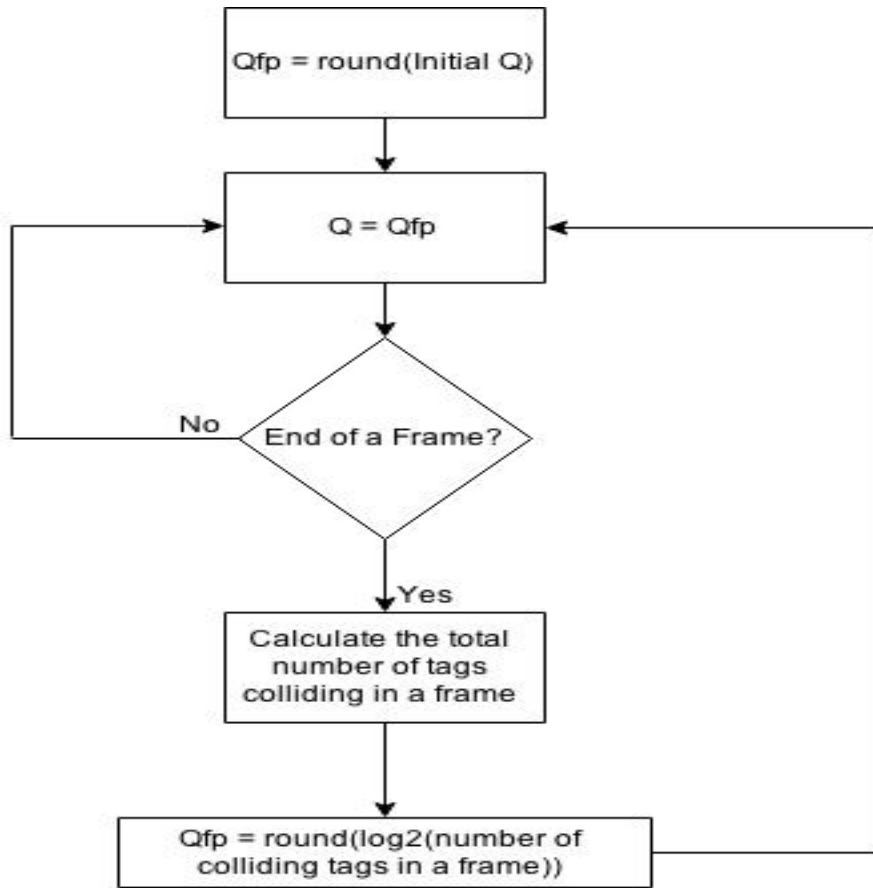 Qfp = round(Initial Q)
Q = Qfp
End of a Frame?
No
Yes
Calculate the total
number of tags
colliding in a frame
Qfp = round(log2(number of
colliding tags in a frame))